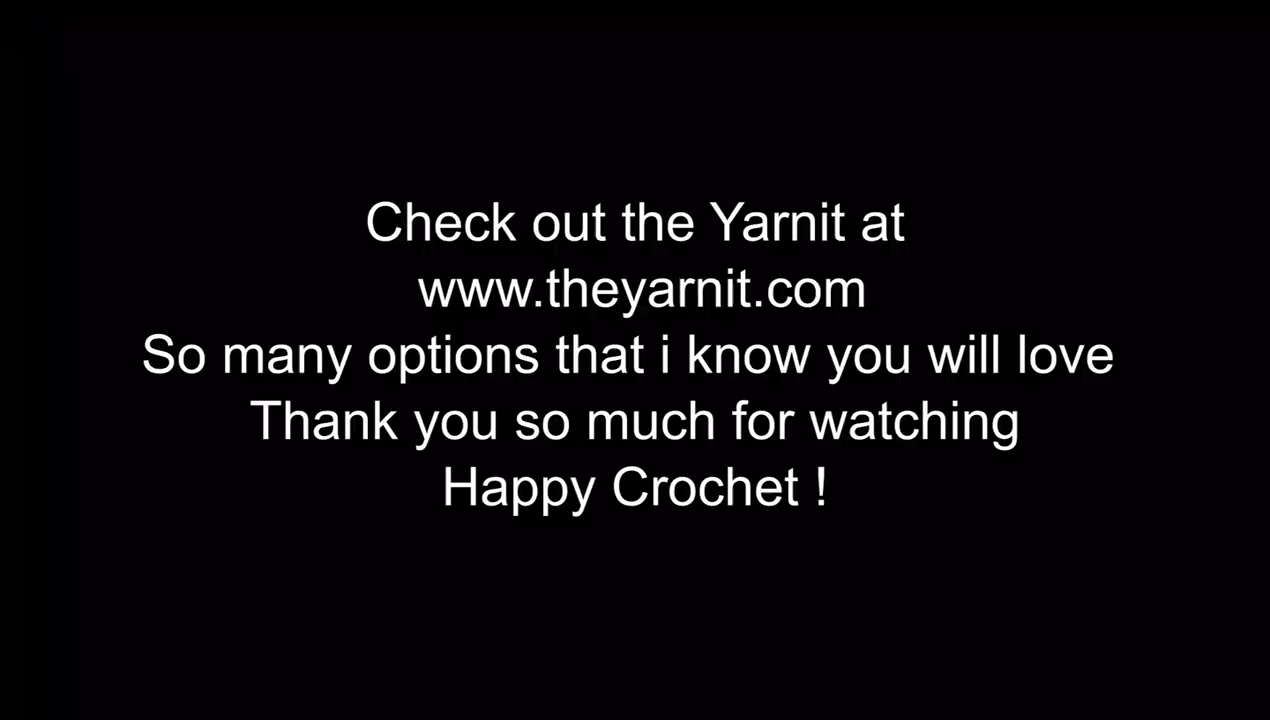 Check out the Yarnit at
www.theyarnit.com
So many options that i know you will love
Thank you so much for watching
Happy Crochet !